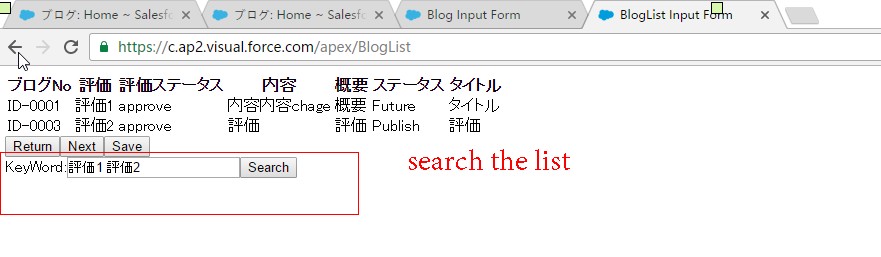 ブログ: Home ~ Salesfo
ブログ: Home ~ Salesfo
Blog Input Form
BlogList Input Form
https://c.ap2.visual.force.com/apex/BlogList
ブログNo 評価 評価ステータス 内容 概要 ステータス タイトル
ID-0001 評価1 approve 内容内容chage 概要 Future タイトル
ID-0003 評価2 approve 評価 評価 Publish 評価
Return Next Save
KeyWord:評価1 評価2 Search
search the list